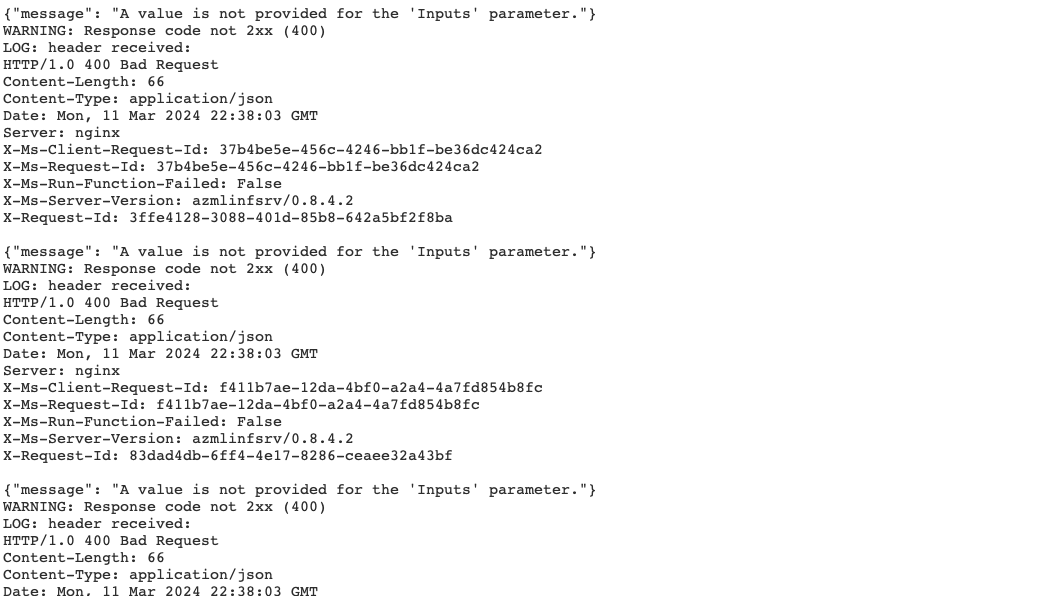 {"message": "A value is not provided for the 'Inputs' parameter."}
WARNING: Response code not 2xx (400)
LOG: header received:
HTTP/1.0 400 Bad Request
Content-Length: 66
Content-Type: application/json
Date: Mon, 11 Mar 2024 22:38:03 GMT
Server: nginx
X-Ms-Client-Request-Id: 37b4be5e-456c-4246-bb1f-be36dc424ca2
X-Ms-Request-Id: 37b4be5e-456c-4246-bb1f-be36dc424ca2
X-Ms-Run-Function-Failed: False
X-Ms-Server-Version: azmlinfsrv/0.8.4.2
X-Request-Id: 3ffe4128-3088-401d-85b8-642a5bf2f8ba

{"message": "A value is not provided for the 'Inputs' parameter."}
WARNING: Response code not 2xx (400)
LOG: header received:
HTTP/1.0 400 Bad Request
Content-Length: 66
Content-Type: application/json
Date: Mon, 11 Mar 2024 22:38:03 GMT
Server: nginx
X-Ms-Client-Request-Id: f411b7ae-12da-4bf0-a2a4-4a7fd854b8fc
X-Ms-Request-Id: f411b7ae-12da-4bf0-a2a4-4a7fd854b8fc
X-Ms-Run-Function-Failed: False
X-Ms-Server-Version: azmlinfsrv/0.8.4.2
X-Request-Id: 83dad4db-6ff4-4e17-8286-ceaee32a43bf

{"message": "A value is not provided for the 'Inputs' parameter."}
WARNING: Response code not 2xx (400)
LOG: header received:
HTTP/1.0 400 Bad Request
Content-Length: 66
Content-Type: application/json
Date: Mon, 11 Mar 2024 22:38:03 GMT